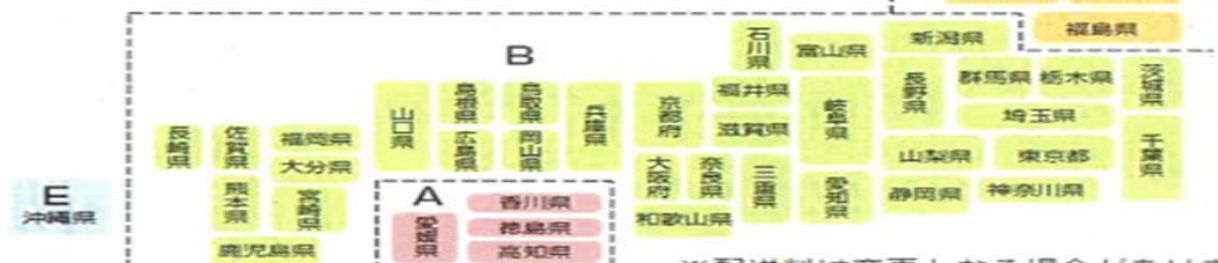 福島県
石川県
富山県
新潟県
B
福井県
長野県
群馬県
栃木県
茨城県
山口県
島根県
鳥取県
兵庫県
京都府
滋賀県
岐阜県
埼玉県
長崎県
佐賀県
福岡県
広島県
岡山県
大分県
大阪府
奈良県
三重県
山梨県
東京都
千葉県
熊本県
宮崎県
愛知県
静岡県
神奈川県
和歌山県
鹿児島県
A
香川県
愛媛県
徳島県
高知県
E
沖縄県